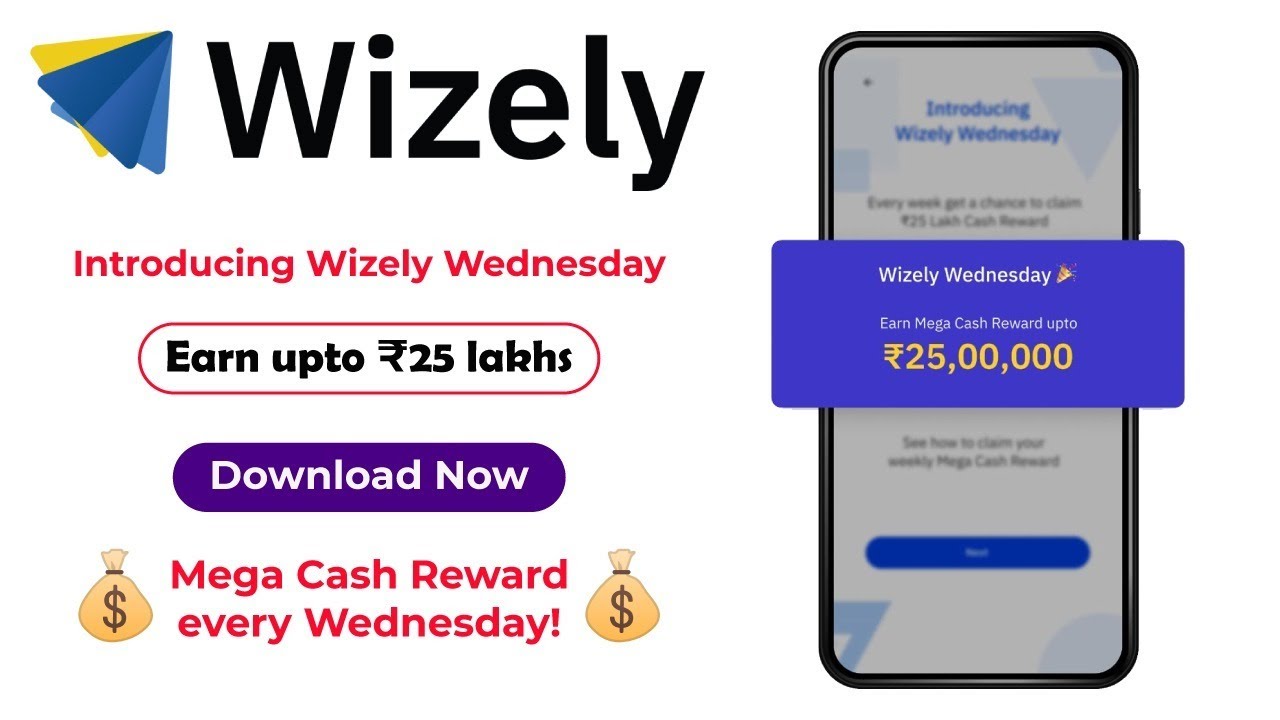 Wizely
Introducing Wizely Wednesday
Earn upto ₹25 lakhs
Download Now
$
Mega Cash Reward
every Wednesday!
$
Introducing
Wizely Wednesday
Every week get a chance to claim
₹25 Lakh Cash Reward
Wizely Wednesday 🎉
Earn Mega Cash Reward upto
₹25,00,000
See how to claim your
weekly Mega Cash Reward
Next